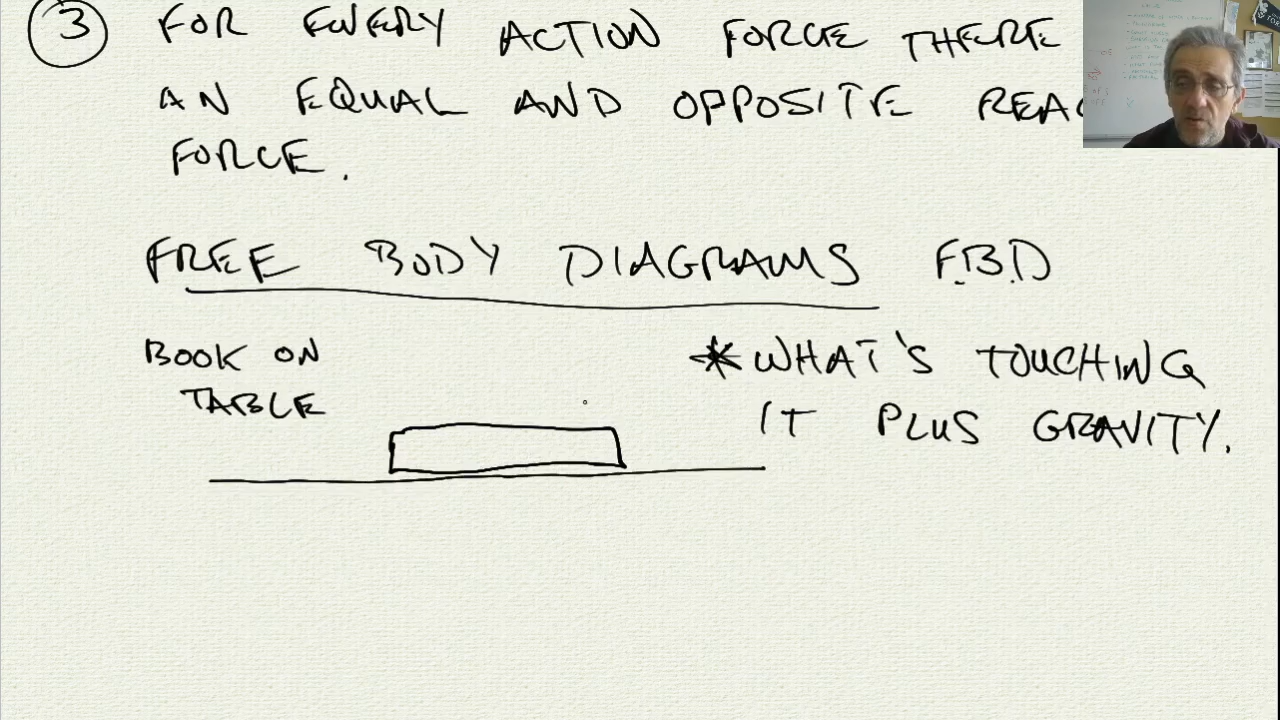 3 FOR EVERY ACTION FORCE THERE
AN EQUAL AND OPPOSITE
FORCE.
FREE BODY DIAGRAMS F.B.D
BOOK ON
TABLE
* WHAT'S TOUCHING
IT PLUS GRAVITY.